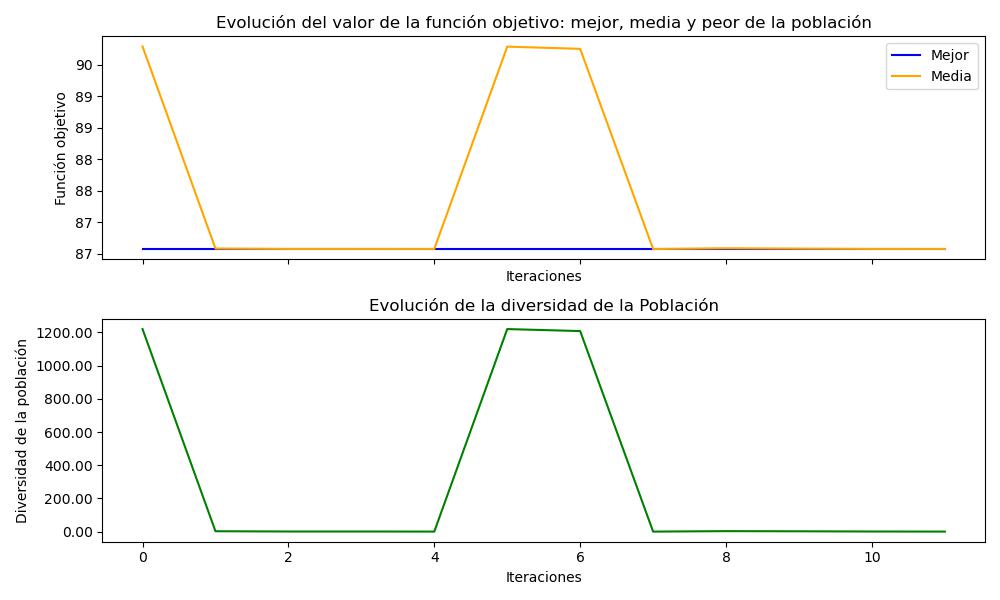 Evolución del valor de la función objetivo: mejor, media y peor de la población
Función objetivo
90
89
89
88
88
87
87
Mejor
Media
Iteraciones
Evolución de la diversidad de la Población
Diversidad de la población
1200.00
1000.00
800.00
600.00
400.00
200.00
0.00
0 2 4 6 8 10
Iteraciones